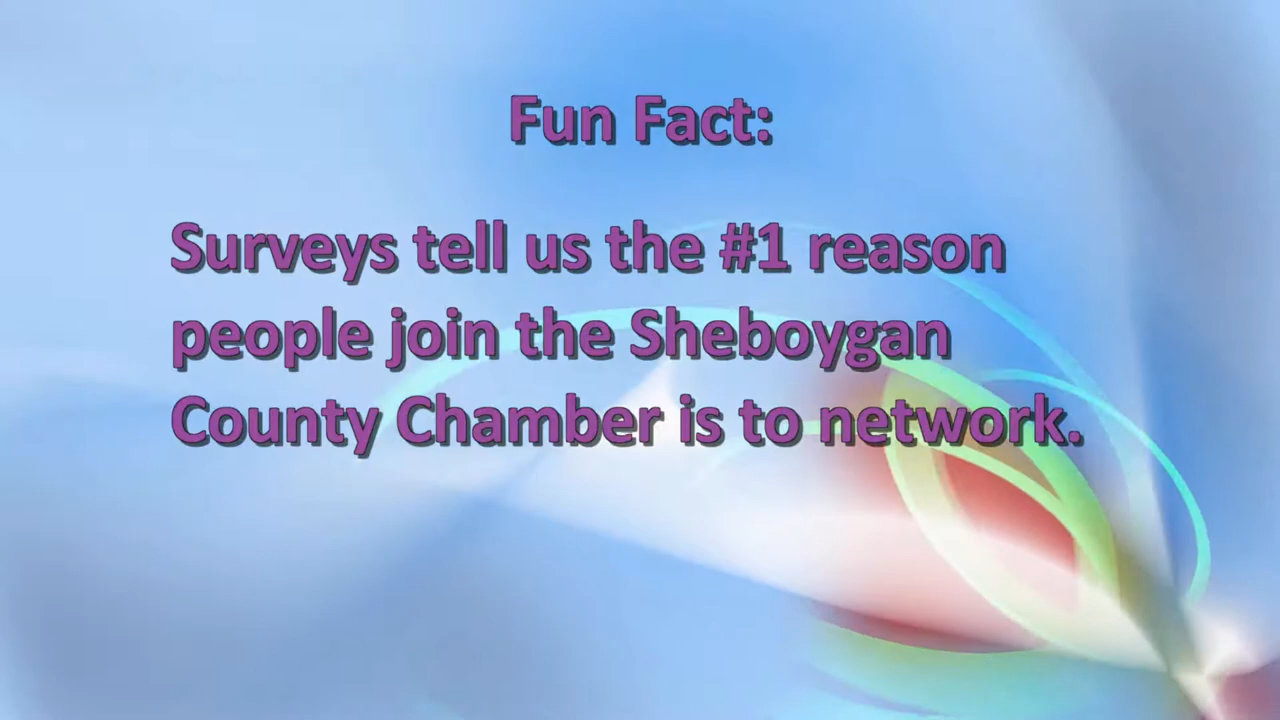 Fun Fact:
Surveys tell us the #1 reason
people join the Sheboygan
County Chamber is to network.